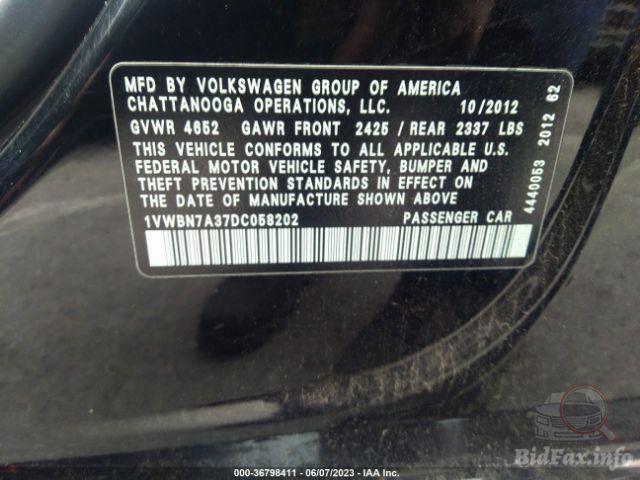 MFD BY VOLKSWAGEN GROUP OF AMERICA
CHATTANOOGA OPERATIONS, LLC. 10/2012
GVWR 4652 GAWR FRONT 2425 / REAR 2337 LBS
THIS VEHICLE CONFORMS TO ALL APPLICABLE U.S.
FEDERAL MOTOR VEHICLE SAFETY, BUMPER AND
THEFT PREVENTION STANDARDS IN EFFECT ON
THE DATE OF MANUFACTURE SHOWN ABOVE
1VWBN7A37DC058202 PASSENGER CAR
4440053 2012 62
BidFax.info
000-36798411 - 06/07/2023 - IAA Inc.